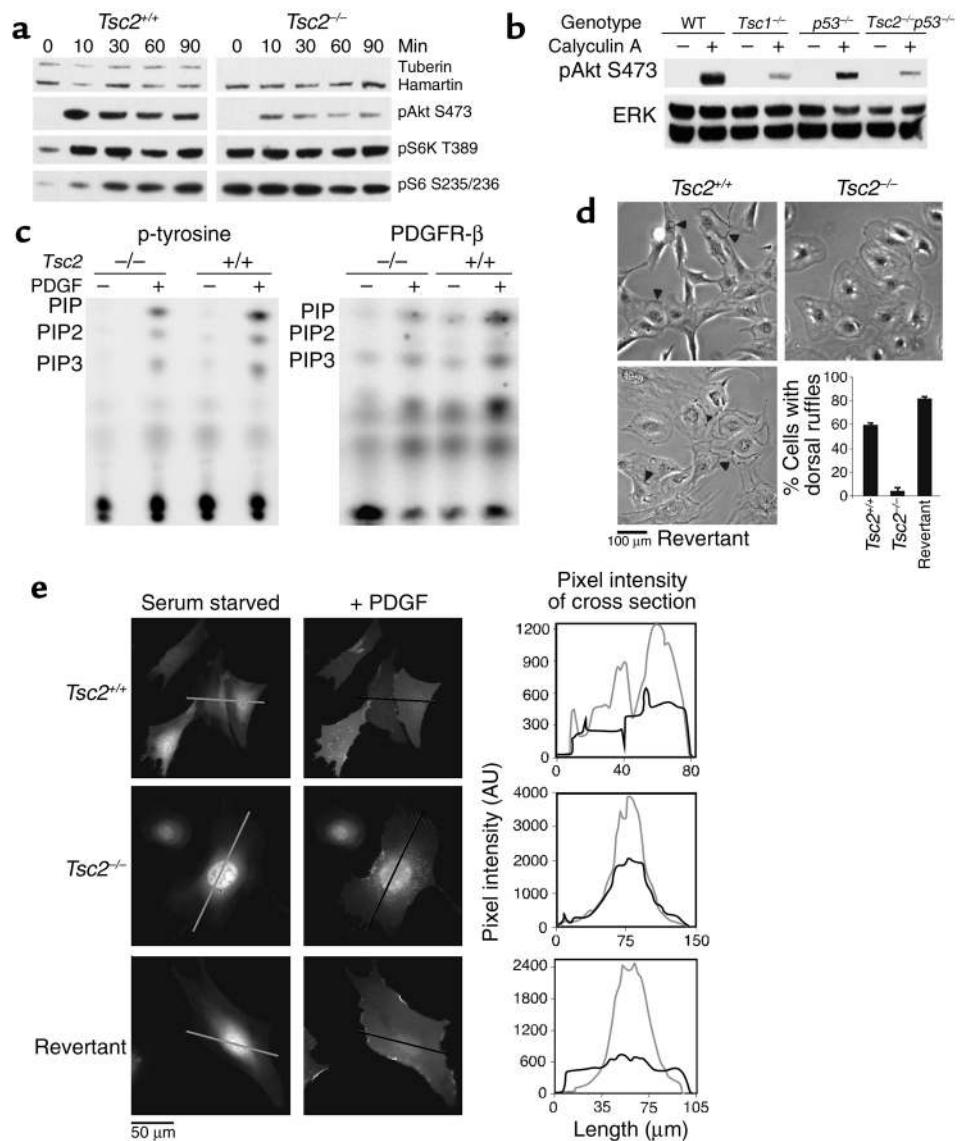 a
Tsc2+/+ Tsc2–/–
0 10 30 60 90 0 10 30 60 90 Min
Tuberin
Hamartin
pAkt S473
pS6K T389
pS6 S235/236
b
Genotype WT Tsc1–/– p53–/– Tsc2–/–p53–/–
Calyculin A – + – + – + – +
pAkt S473
ERK
c
p-tyrosine PDGFR-β
Tsc2 –/– +/+ –/– +/+
PDGF – + – + – + – +
PIP PIP
PIP2 PIP2
PIP3 PIP3
d
Tsc2+/+ Tsc2–/–
100 μm Revertant
% Cells with
dorsal ruffles
100
80
60
40
20
0
Tsc2+/+
Tsc2–/–
Revertant
e
Serum starved + PDGF Pixel intensity
of cross section
Tsc2+/+
Tsc2–/–
Revertant
50 μm
Pixel intensity (AU)
1200
900
600
300
0
0 40 80
4000
3000
2000
1000
0
0 75 150
2400
1800
1200
600
0
0 35 75 105
Length (μm)